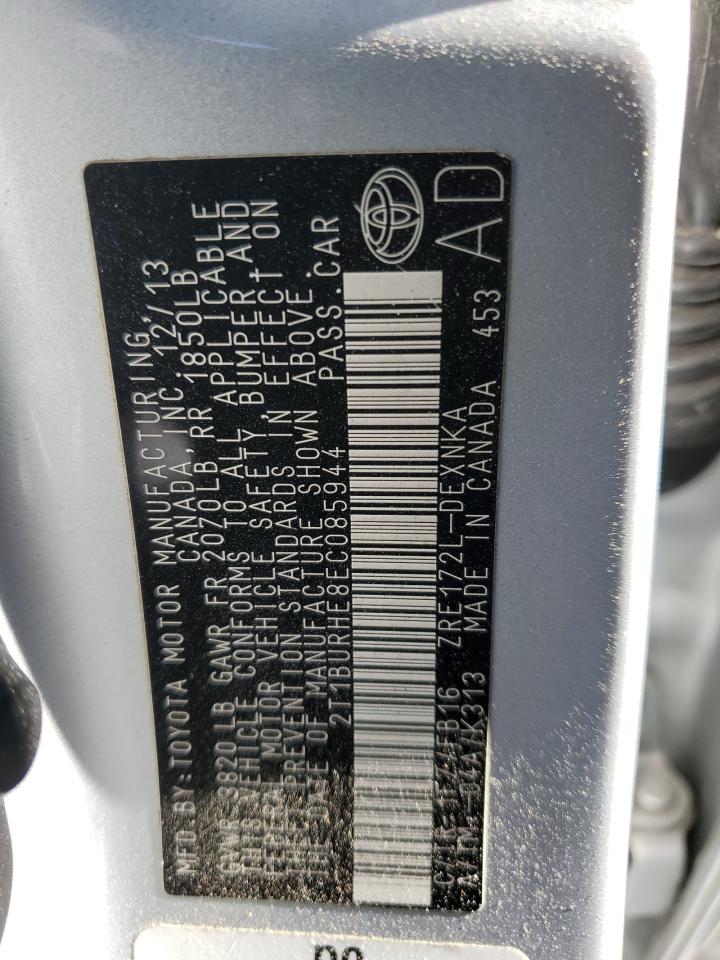 MFD.BY:TOYOTA MOTOR MANUFACTURING
CANADA,INC. 12/13
GVWR 3820LB GAWR FR 2070LB,RR 1850LB
THIS VEHICLE CONFORMS TO ALL APPLICABLE
FEDERAL MOTOR VEHICLE SAFETY,BUMPER AND
THEFT PREVENTION STANDARDS IN EFFECT ON
THE DATE OF MANUFACTURE SHOWN ABOVE.
2T1BURHE8EC085944 PASS.CAR
ZRE172L-DEXNKA
MADE IN CANADA 453
AD